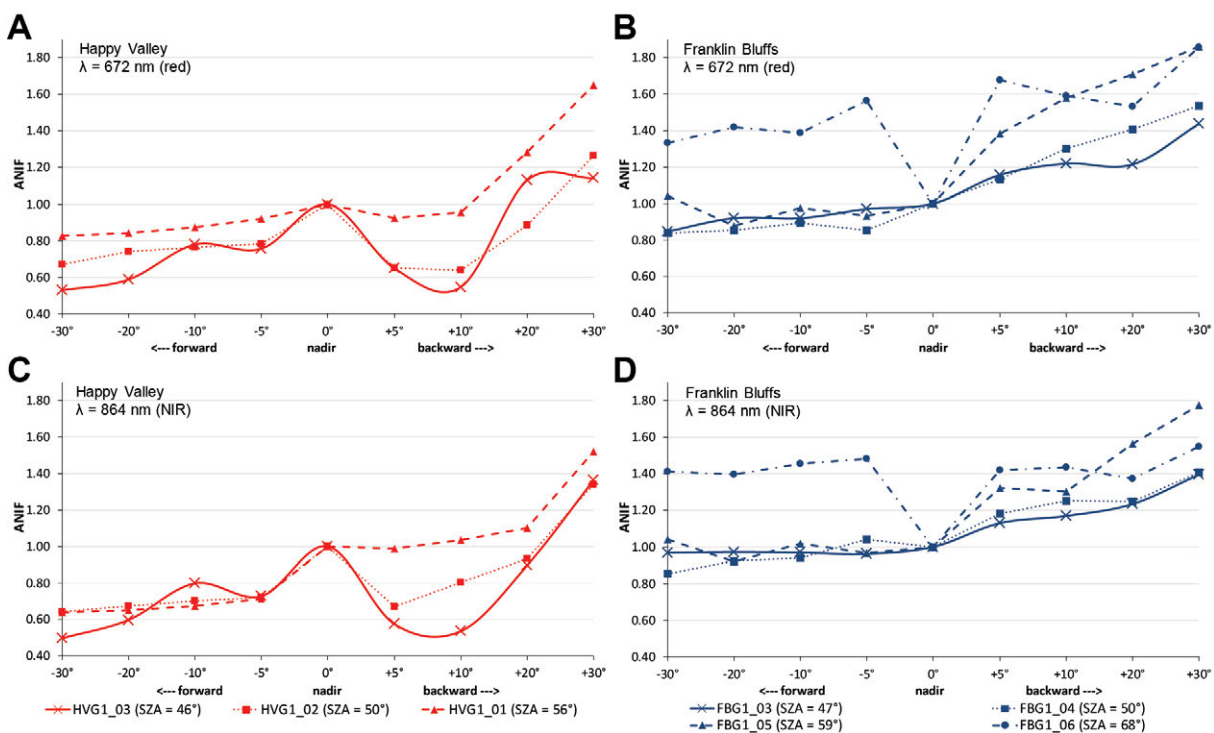 A
Happy Valley
λ = 672 nm (red)
ANIF
1.80
1.60
1.40
1.20
1.00
0.80
0.60
0.40
-30° -20° -10° -5° 0° +5° +10° +20° +30°
<--- forward nadir backward --->
B
Franklin Bluffs
λ = 672 nm (red)
ANIF
1.80
1.60
1.40
1.20
1.00
0.80
0.60
0.40
-30° -20° -10° -5° 0° +5° +10° +20° +30°
<--- forward nadir backward --->
C
Happy Valley
λ = 864 nm (NIR)
ANIF
1.80
1.60
1.40
1.20
1.00
0.80
0.60
0.40
-30° -20° -10° -5° 0° +5° +10° +20° +30°
<--- forward nadir backward --->
HVG1_03 (SZA = 46°) HVG1_02 (SZA = 50°) HVG1_01 (SZA = 56°)
D
Franklin Bluffs
λ = 864 nm (NIR)
ANIF
1.80
1.60
1.40
1.20
1.00
0.80
0.60
0.40
-30° -20° -10° -5° 0° +5° +10° +20° +30°
<--- forward nadir backward --->
FBG1_03 (SZA = 47°) FBG1_04 (SZA = 50°)
FBG1_05 (SZA = 59°) FBG1_06 (SZA = 68°)